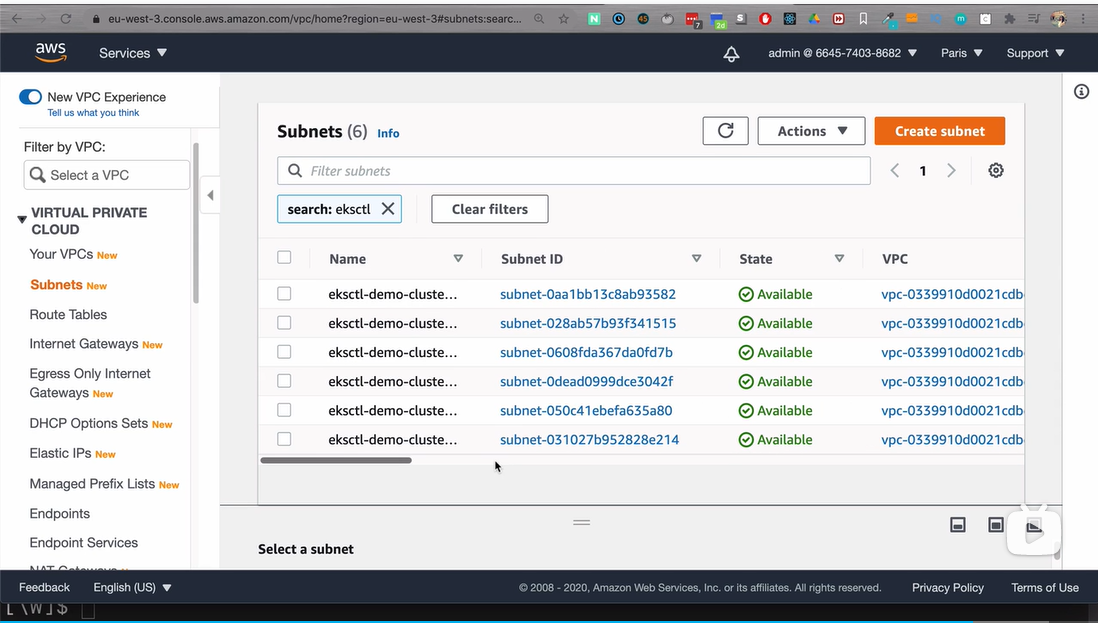 eu-west-3.console.aws.amazon.com/vpc/home?region=eu-west-3#subnets:searc...
aws
Services
admin @ 6645-7403-8682
Paris
Support
New VPC Experience
Tell us what you think
Filter by VPC:
Select a VPC
VIRTUAL PRIVATE
CLOUD
Your VPCs New
Subnets New
Route Tables
Internet Gateways New
Egress Only Internet
Gateways New
DHCP Option Sets New
Elastic IPs New
Managed Prefix Lists New
Endpoints
Endpoint Services
NAT Gateways
Subnets (6) Info
Actions
Create subnet
Filter subnets
1
search: eksctl
Clear filters
Name Subnet ID State VPC
eksctl-demo-cluste... subnet-0aa1bb13c8ab93582 Available vpc-0339910d0021cdb
eksctl-demo-cluste... subnet-028ab57b93f341515 Available vpc-0339910d0021cdb
eksctl-demo-cluste... subnet-0608fda367da0fd7b Available vpc-0339910d0021cdb
eksctl-demo-cluste... subnet-0dead0999dce3042f Available vpc-0339910d0021cdb
eksctl-demo-cluste... subnet-050c41ebefa635a80 Available vpc-0339910d0021cdb
eksctl-demo-cluste... subnet-031027b952828e214 Available vpc-0339910d0021cdb
Select a subnet
Feedback
English (US)
© 2008 - 2020, Amazon Web Services, Inc. or its affiliates. All rights reserved.
Privacy Policy
Terms of Use
[ \W]$